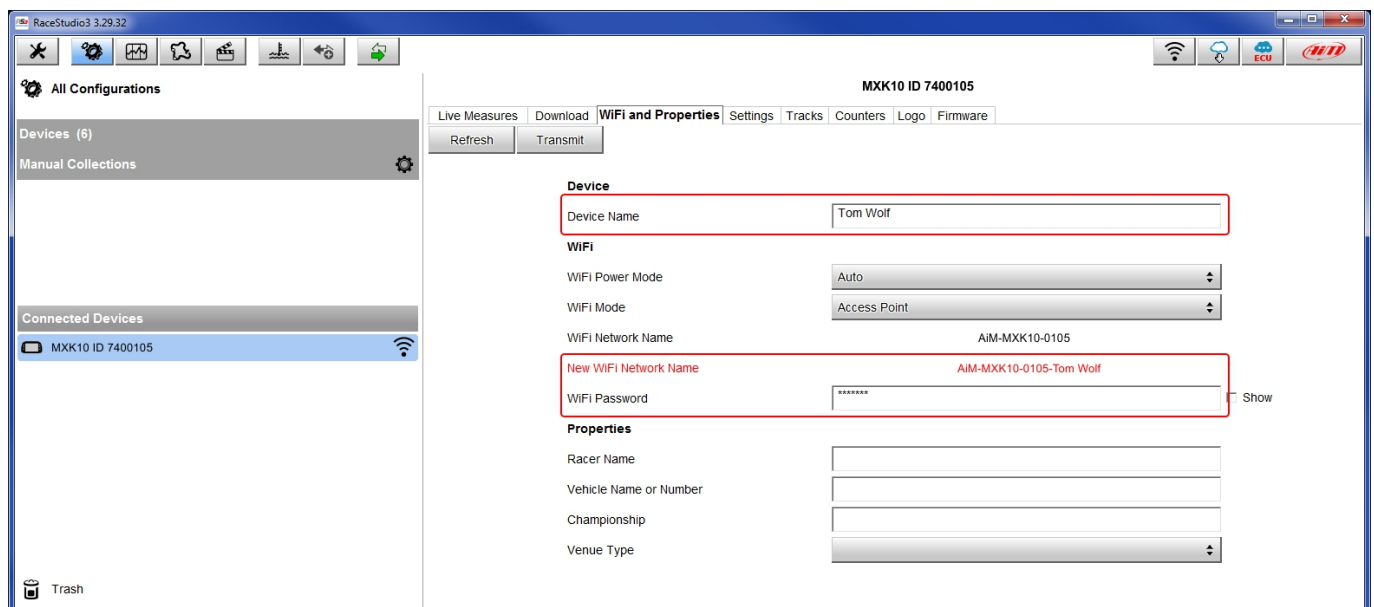 RaceStudio3 3.29.32
ECU
AiM
All Configurations
MXK10 ID 7400105
Live Measures Download WiFi and Properties Settings Tracks Counters Logo Firmware
Devices (6)
Refresh Transmit
Manual Collections
Device
Device Name Tom Wolf
WiFi
WiFi Power Mode Auto
WiFi Mode Access Point
Connected Devices
WiFi Network Name AiM-MXK10-0105
MXK10 ID 7400105
New WiFi Network Name AiM-MXK10-0105-Tom Wolf
WiFi Password ******* Show
Properties
Racer Name
Vehicle Name or Number
Championship
Venue Type
Trash